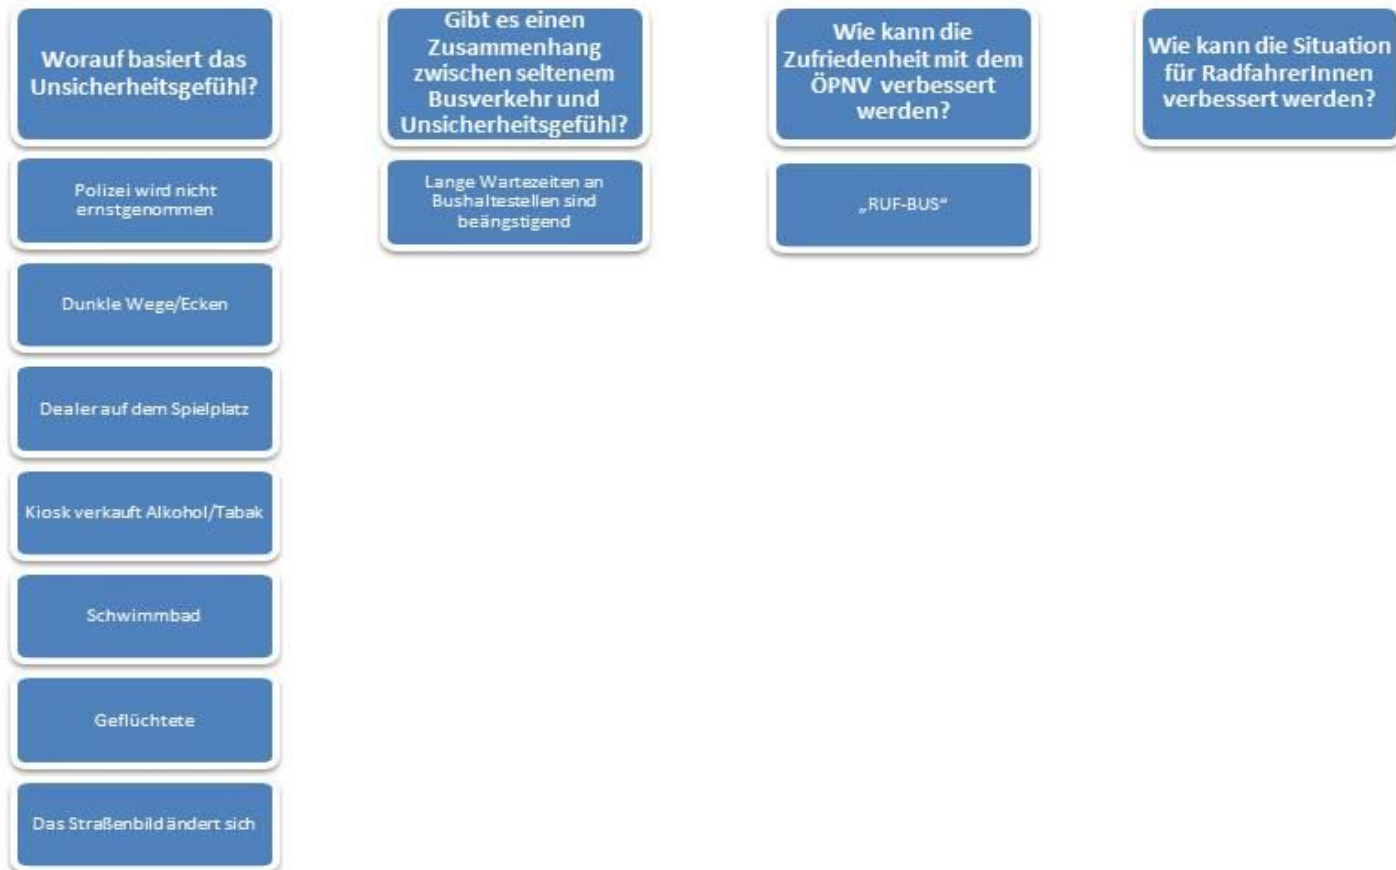 Worauf basiert das
Unsicherheitsgefühl?
Polizei wird nicht
ernstgenommen
Dunkle Wege/Ecken
Dealer auf dem Spielplatz
Kiosk verkauft Alkohol/Tabak
Schwimmbad
Geflüchtete
Das Straßenbild ändert sich
Gibt es einen
Zusammenhang
zwischen seltenem
Busverkehr und
Unsicherheitsgefühl?
Lange Wartezeiten an
Bushaltestellen sind
beängstigend
Wie kann die
Zufriedenheit mit dem
ÖPNV verbessert
werden?
„RUF-BUS“
Wie kann die Situation
für RadfahrerInnen
verbessert werden?